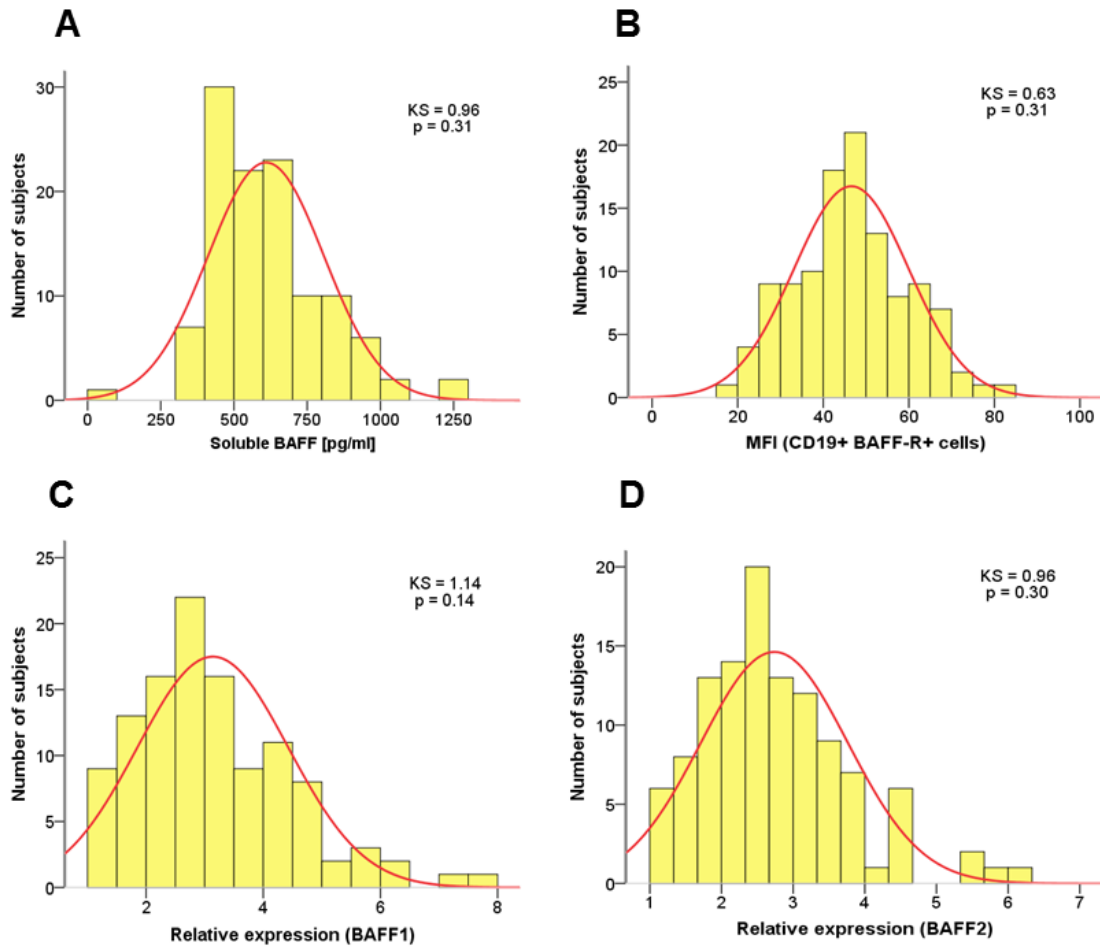 A
KS = 0.96
p = 0.31
Number of subjects
30
20
10
0
0 250 500 750 1000 1250
Soluble BAFF [pg/ml]
B
KS = 0.63
p = 0.31
Number of subjects
25
20
15
10
5
0
0 20 40 60 80 100
MFI (CD19+ BAFF-R+ cells)
C
KS = 1.14
p = 0.14
Number of subjects
25
20
15
10
5
0
2 4 6 8
Relative expression (BAFF1)
D
KS = 0.96
p = 0.30
Number of subjects
20
15
10
5
0
1 2 3 4 5 6 7
Relative expression (BAFF2)